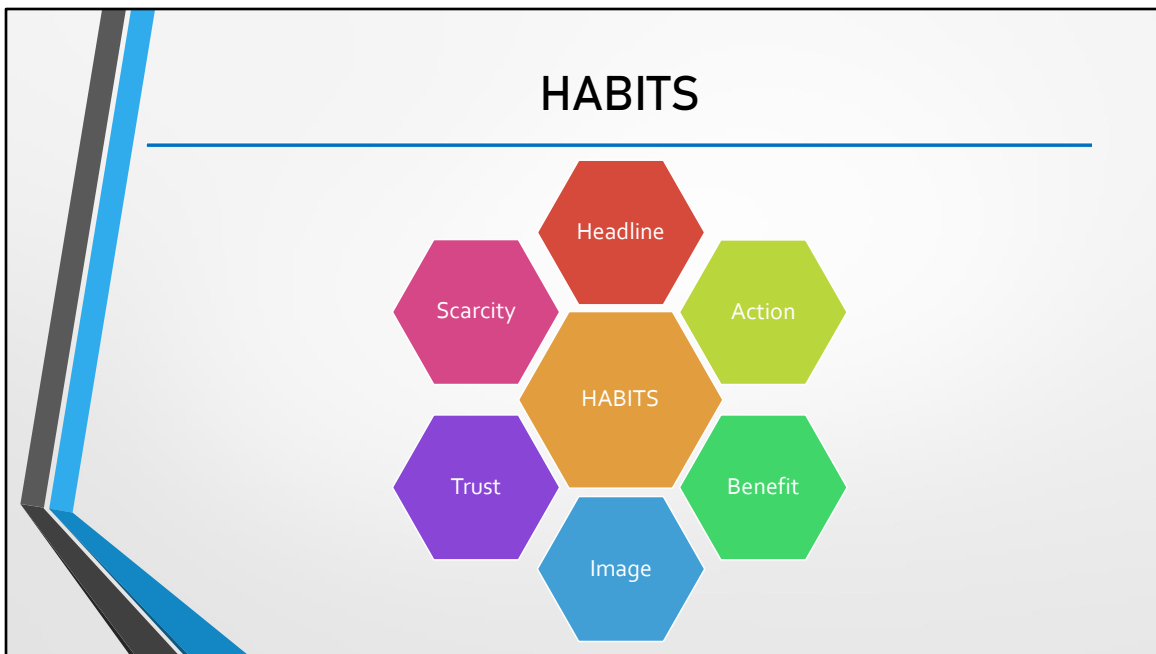 HABITS
Headline
Action
Benefit
Image
Trust
Scarcity
HABITS